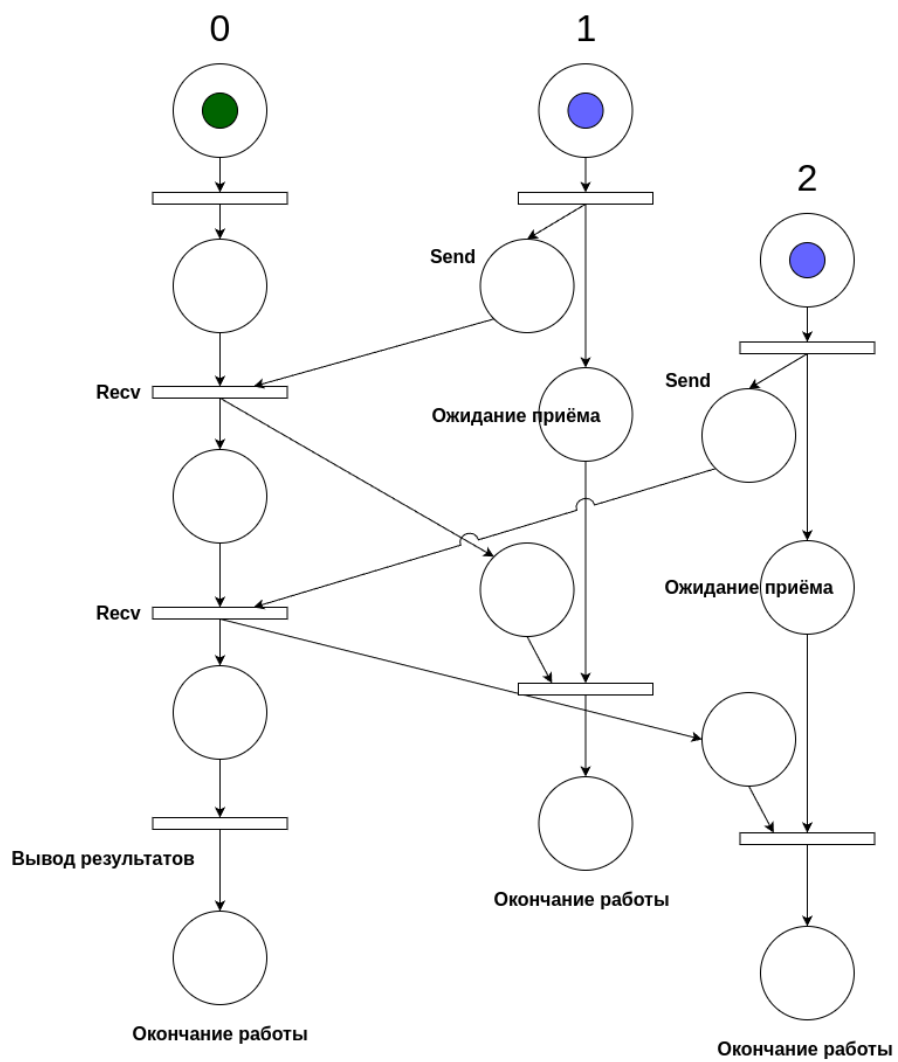 0
1
2
Send
Send
Recv
Ожидание приёма
Ожидание приёма
Recv
Вывод результатов
Окончание работы
Окончание работы
Окончание работы